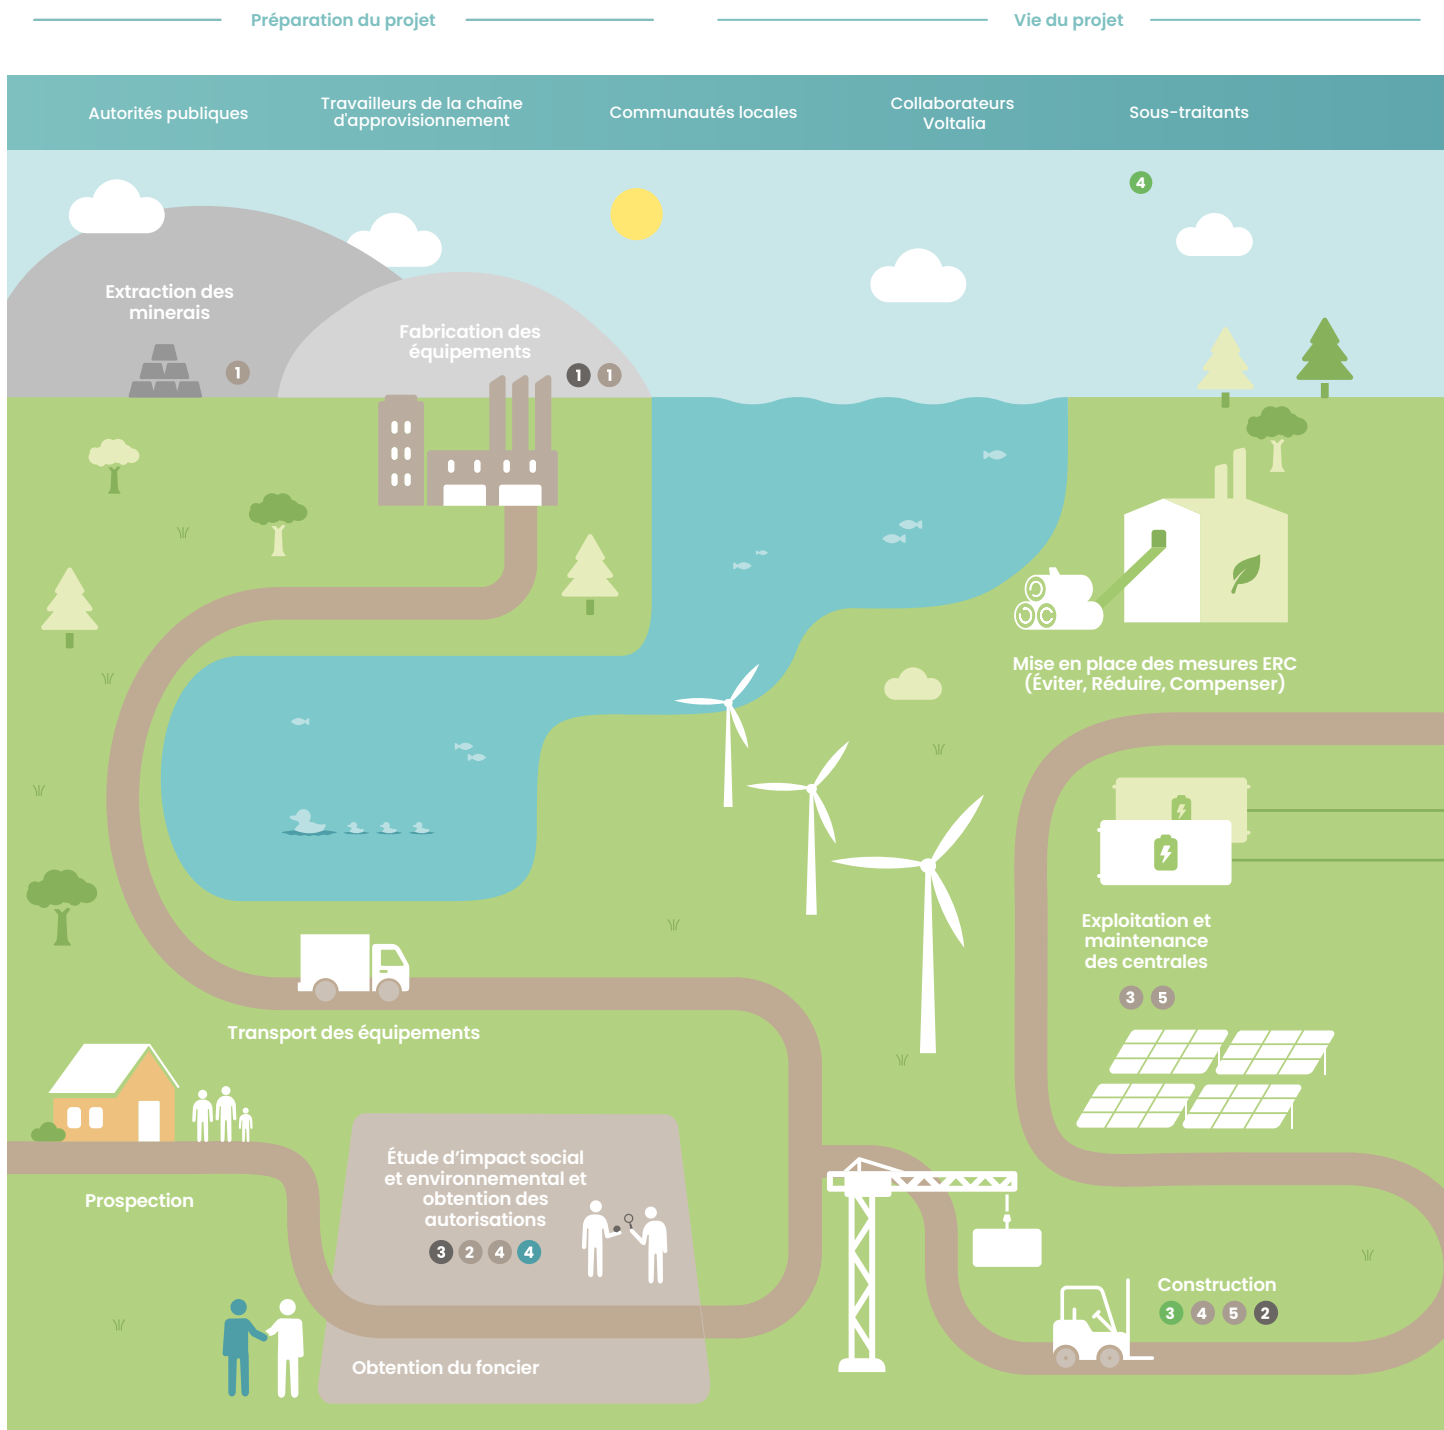 Préparation du projet
Vie du projet
Autorités publiques
Travailleurs de la chaîne
d'approvisionnement
Communautés locales
Collaborateurs
Voltalia
Sous-traitants
4
Extraction des
minerais
1
Fabrication des
équipements
1 1
Mise en place des mesures ERC
(Éviter, Réduire, Compenser)
Exploitation et
maintenance
des centrales
3 5
Transport des équipements
Prospection
Étude d’impact social
et environnemental et
obtention des
autorisations
3 2 4 4
Construction
3 4 5 2
Obtention du foncier